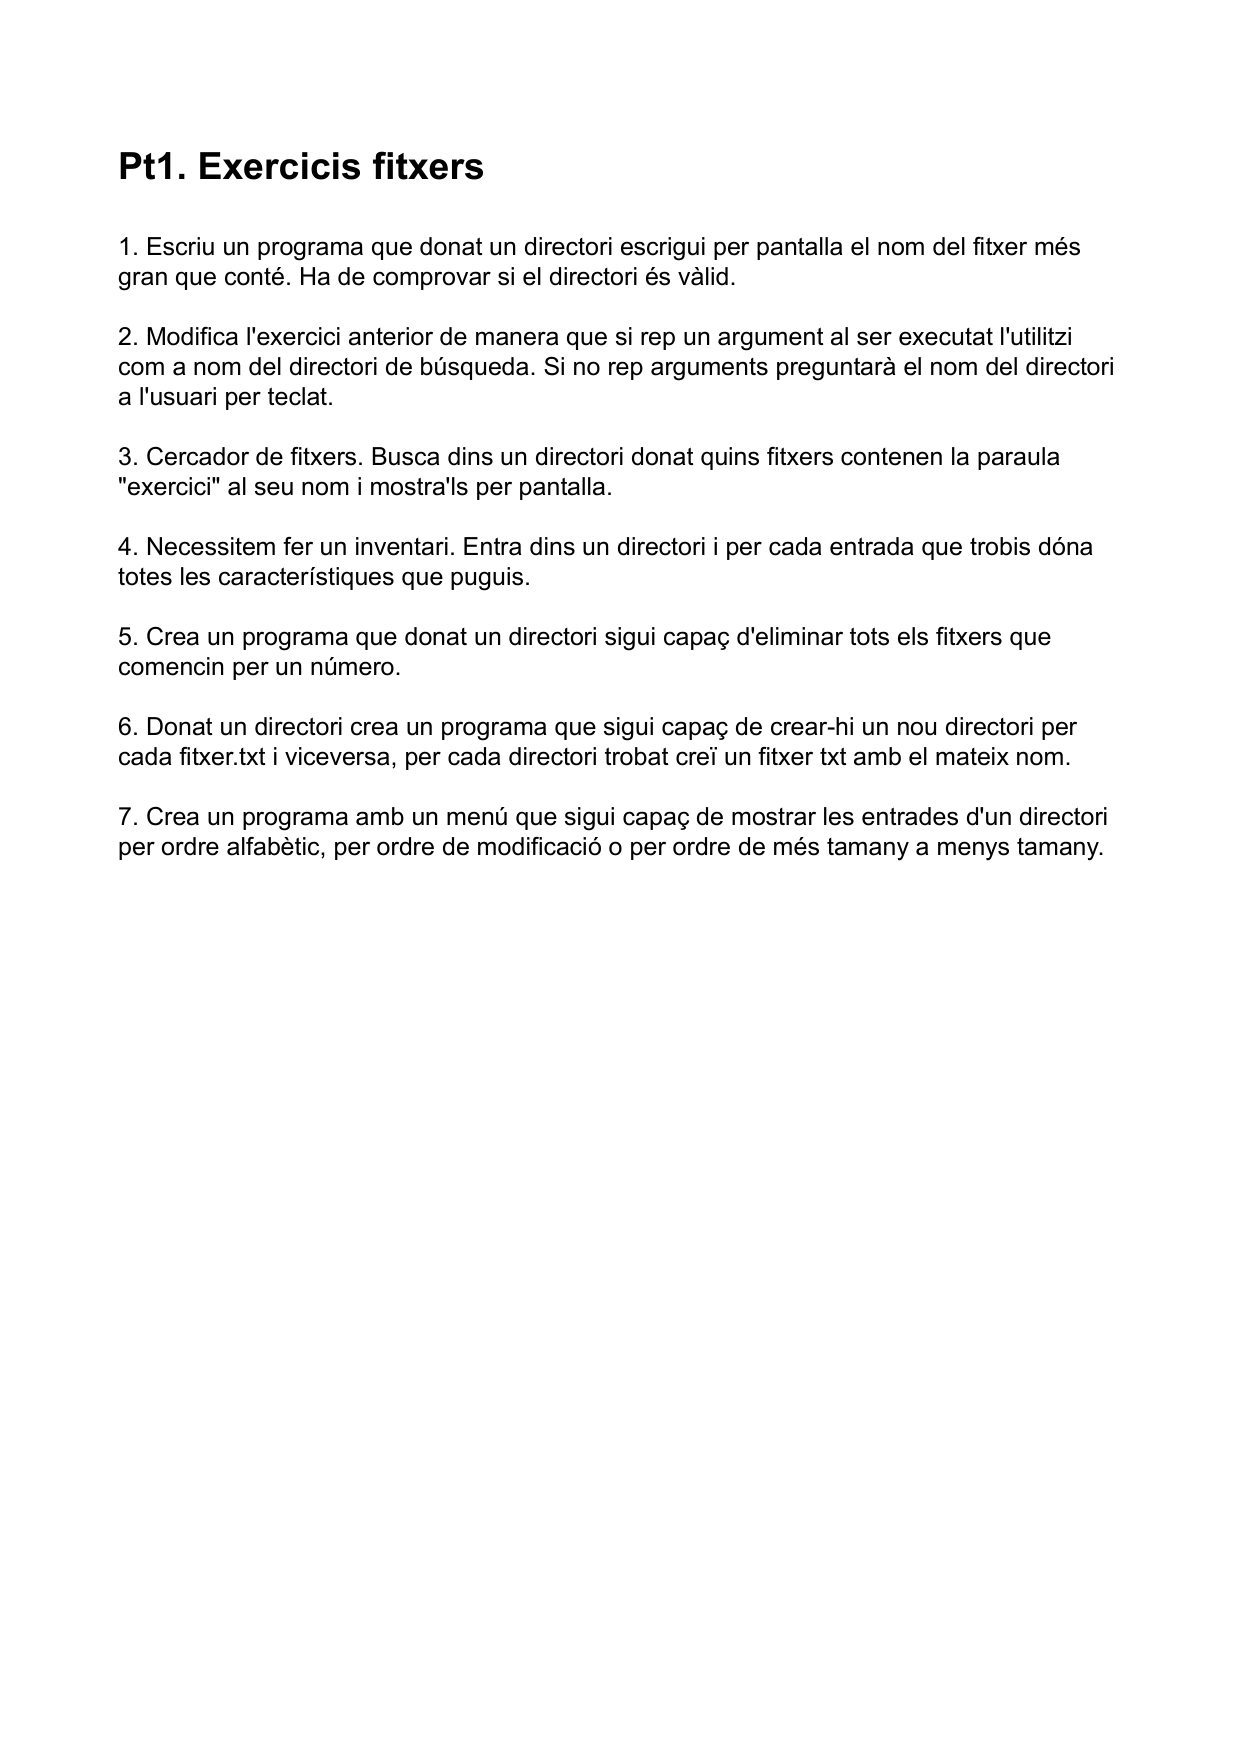 Pt1. Exercicis fitxers
1. Escriu un programa que donat un directori escrigui per pantalla el nom del fitxer més
gran que conté. Ha de comprovar si el directori és vàlid.
2. Modifica l'exercici anterior de manera que si rep un argument al ser executat l'utilitzi
com a nom del directori de búsqueda. Si no rep arguments preguntarà el nom del directori
a l'usuari per teclat.
3. Cercador de fitxers. Busca dins un directori donat quins fitxers contenen la paraula
"exercici" al seu nom i mostra'ls per pantalla.
4. Necessitem fer un inventari. Entra dins un directori i per cada entrada que trobis dóna
totes les característiques que puguis.
5. Crea un programa que donat un directori sigui capaç d'eliminar tots els fitxers que
comencin per un número.
6. Donat un directori crea un programa que sigui capaç de crear-hi un nou directori per
cada fitxer.txt i viceversa, per cada directori trobat creï un fitxer txt amb el mateix nom.
7. Crea un programa amb un menú que sigui capaç de mostrar les entrades d'un directori
per ordre alfabètic, per ordre de modificació o per ordre de més tamany a menys tamany.